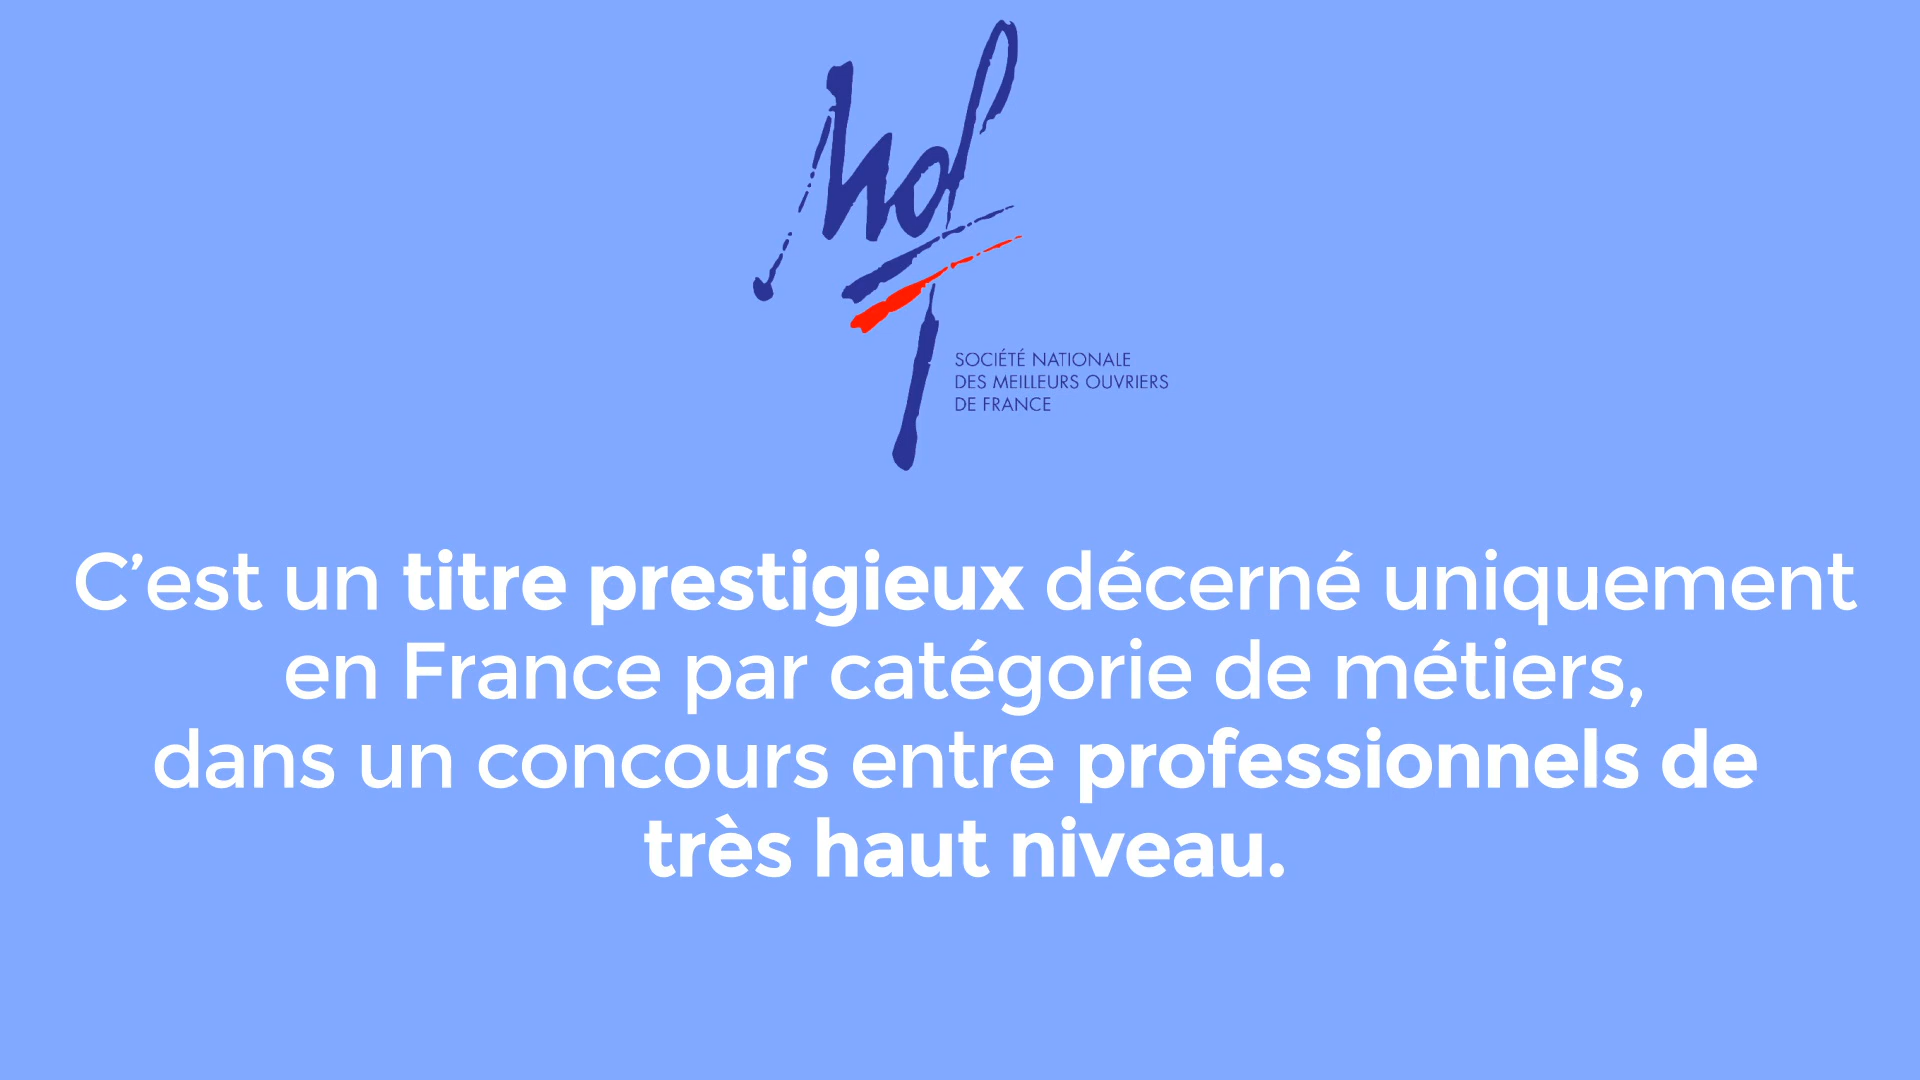 Mof
SOCIÉTÉ NATIONALE
DES MEILLEURS OUVRIERS
DE FRANCE
C’est un titre prestigieux décerné uniquement
en France par catégorie de métiers,
dans un concours entre professionnels de
très haut niveau.